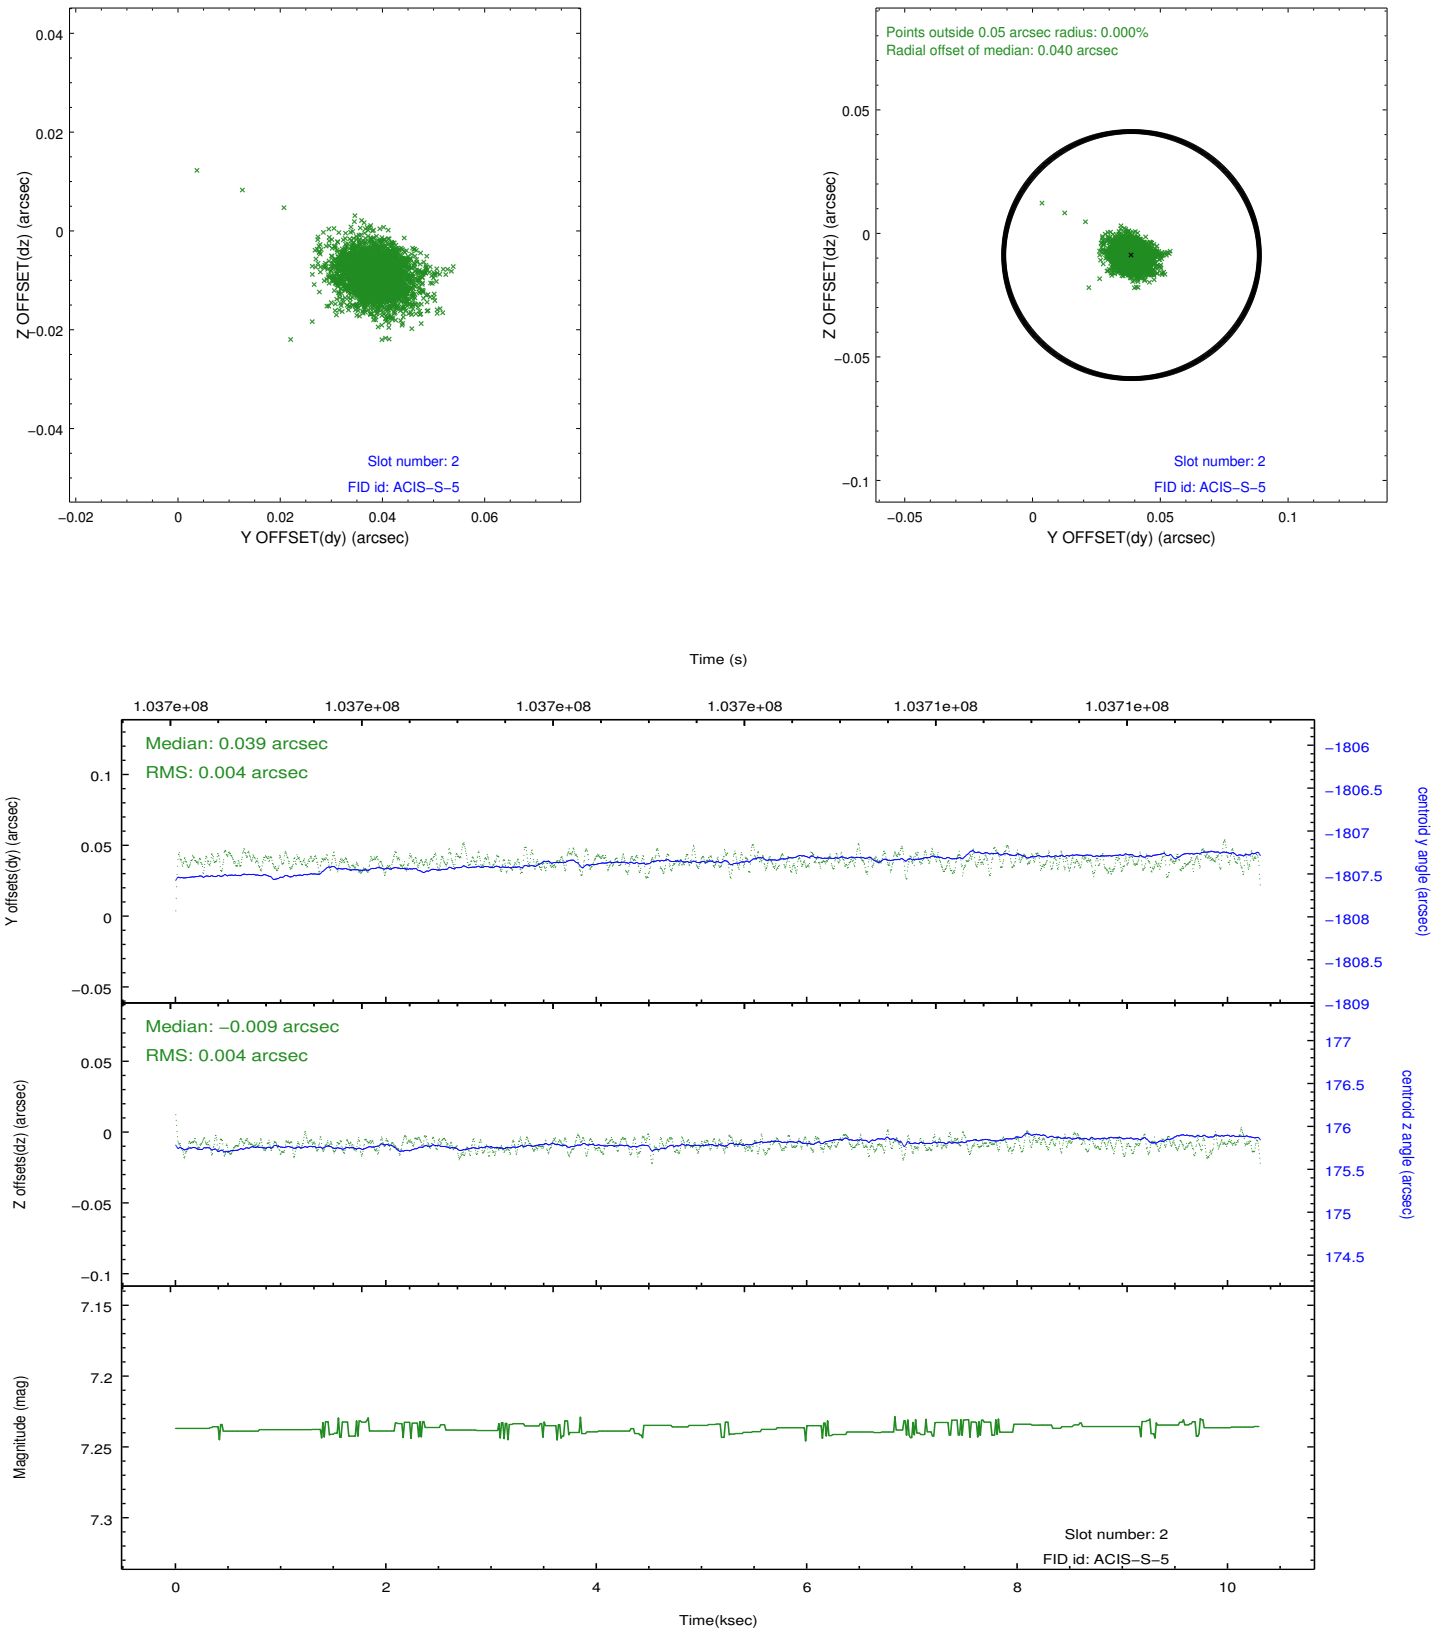 0.04
0.02
0
−0.02
−0.04
Z OFFSET(dz) (arcsec)
Slot number: 2
FID id: ACIS−S−5
−0.02 0 0.02 0.04 0.06
Y OFFSET(dy) (arcsec)
Points outside 0.05 arcsec radius: 0.000%
Radial offset of median: 0.040 arcsec
0.05
0
−0.05
−0.1
Z OFFSET(dz) (arcsec)
Slot number: 2
FID id: ACIS−S−5
−0.05 0 0.05 0.1
Y OFFSET(dy) (arcsec)
Time (s)
1.037e+08 1.037e+08 1.037e+08 1.037e+08 1.0371e+08 1.0371e+08
Median: 0.039 arcsec
RMS: 0.004 arcsec
0.1
0.05
0
−0.05
Y offsets(dy) (arcsec)
−1806
−1806.5
−1807
−1807.5
−1808
−1808.5
−1809
centroid y angle (arcsec)
Median: −0.009 arcsec
RMS: 0.004 arcsec
0.05
0
−0.05
−0.1
Z offsets(dz) (arcsec)
177
176.5
176
175.5
175
174.5
centroid z angle (arcsec)
7.15
7.2
7.25
7.3
Magnitude (mag)
Slot number: 2
FID id: ACIS−S−5
0 2 4 6 8 10
Time(ksec)